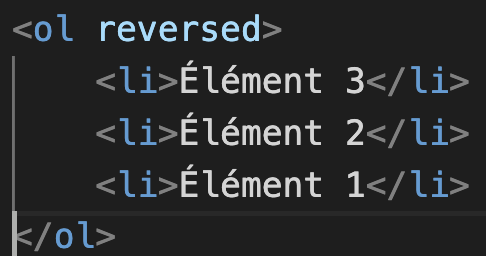 <ol reversed>
    <li>Élément 3</li>
    <li>Élément 2</li>
    <li>Élément 1</li>
</ol>